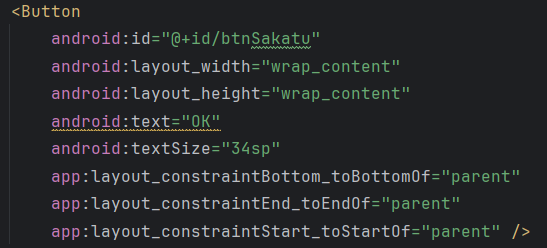 <Button
android:id="@+id/btnSakatu"
android:layout_width="wrap_content"
android:layout_height="wrap_content"
android:text="OK"
android:textSize="34sp"
app:layout_constraintBottom_toBottomOf="parent"
app:layout_constraintEnd_toEndOf="parent"
app:layout_constraintStart_toStartOf="parent" />